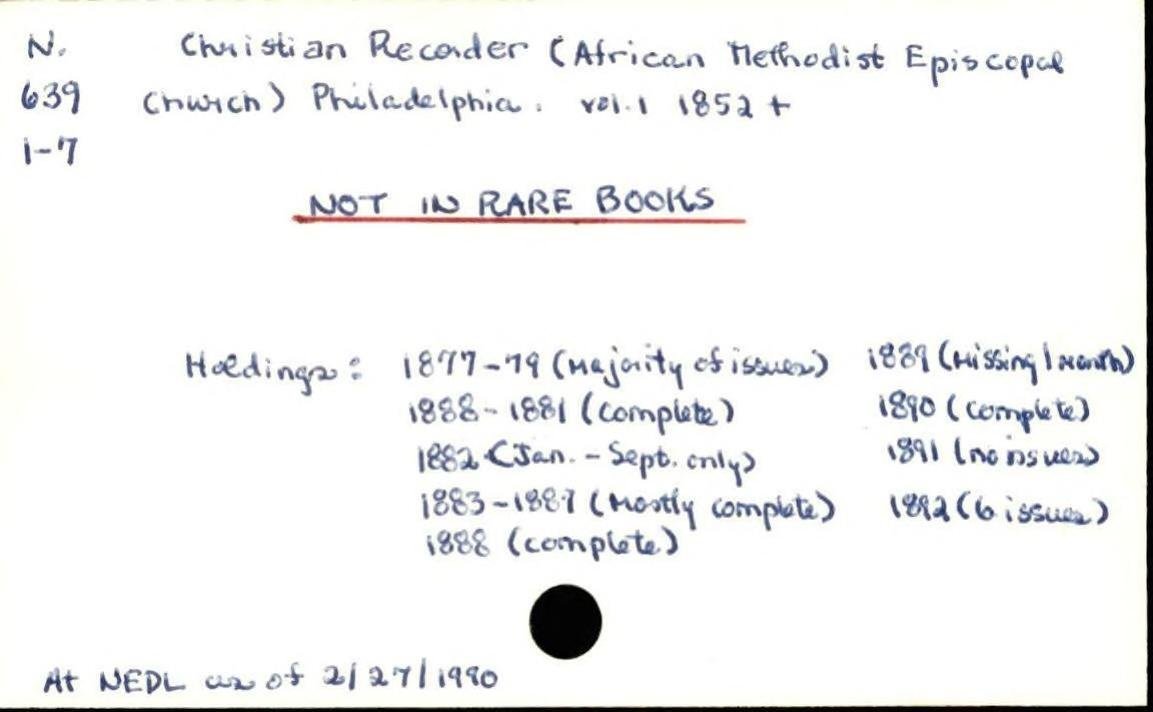 N. Christian Recorder (African Methodist Episcopal
639 Church) Philadelphia. vol.1 1852 +
1-7
NOT IN RARE BOOKS
Holdings: 1877-79 (Majority of issues) 1889 (Missing 1 month)
1888-1881 (complete) 1890 (complete)
1882 (Jan. - Sept. only) 1891 (no issues)
1883-1887 (Mostly complete) 1892 (6 issues)
1888 (complete)
At NEDL as of 2/27/1980